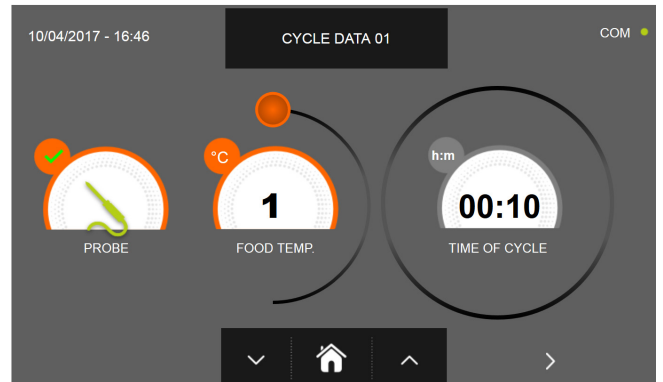 10/04/2017 - 16:46
CYCLE DATA 01
COM
°C
h:m
1
00:10
PROBE
FOOD TEMP.
TIME OF CYCLE